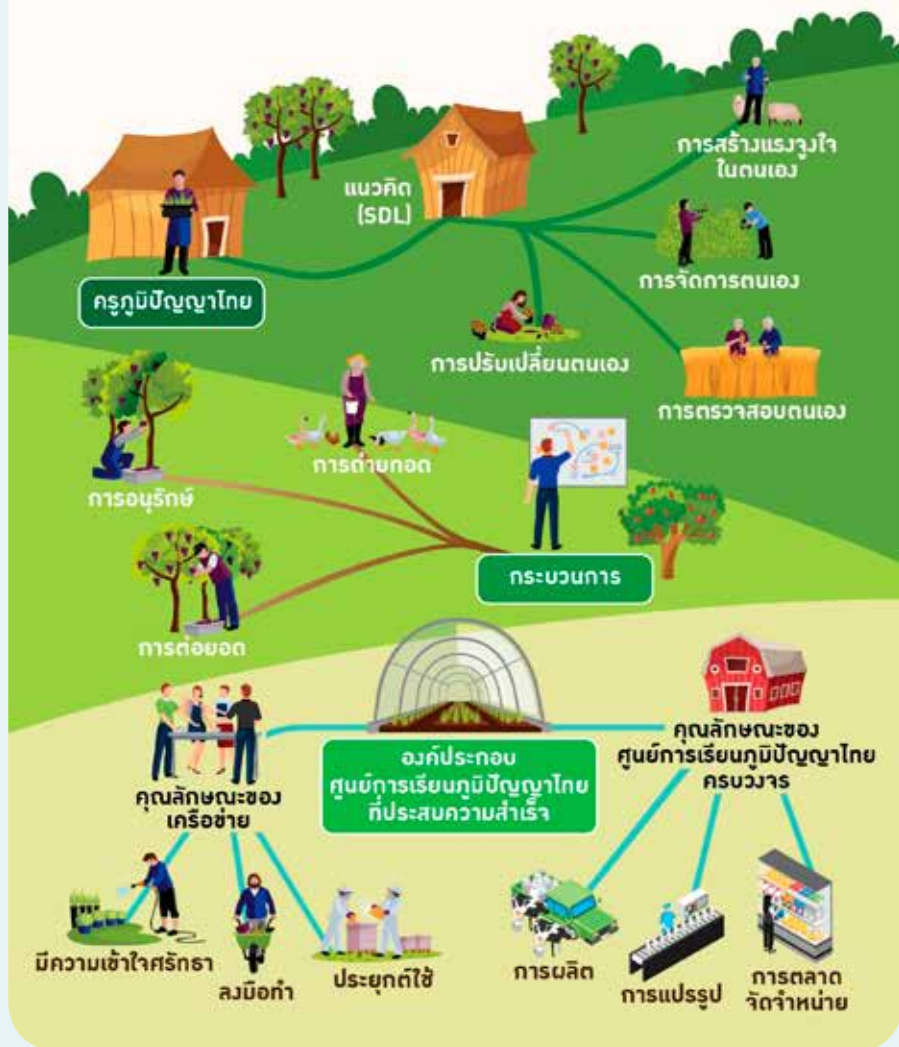 การสร้างแรงจูงใจ
ในตนเอง
แนวคิด
(SDL)
การจัดการตนเอง
ครูภูมิปัญญาไทย
การปรับเปลี่ยนตนเอง
การตรวจสอบตนเอง
การถ่ายทอด
การอนุรักษ์
กระบวนการ
การต่อยอด
องค์ประกอบ
ศูนย์การเรียนภูมิปัญญาไทย
ที่ประสบความสำเร็จ
คุณลักษณะของ
ศูนย์การเรียนภูมิปัญญาไทย
ครบวงจร
คุณลักษณะของ
เครือข่าย
มีความเข้าใจศรัทธา
ลงมือทำ
ประยุกต์ใช้
การผลิต
การแปรรูป
การตลาด
จัดจำหน่าย